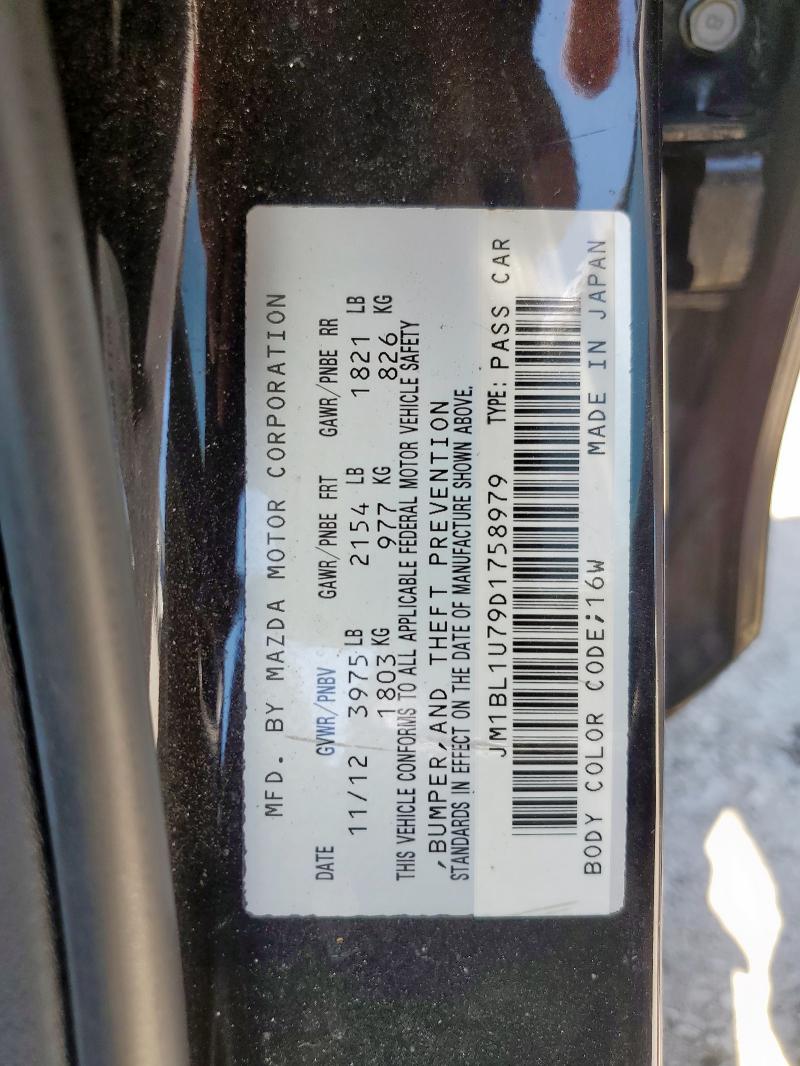 MFD. BY MAZDA MOTOR CORPORATION
DATE GVWR/PNBV GAWR/PNBE FRT GAWR/PNBE RR
11/12 3975 LB 2154 LB 1821 LB
1803 KG 977 KG 826 KG
THIS VEHICLE CONFORMS TO ALL APPLICABLE FEDERAL MOTOR VEHICLE SAFETY
,BUMPER,AND THEFT PREVENTION
STANDARDS IN EFFECT ON THE DATE OF MANUFACTURE SHOWN ABOVE.
JM1BL1U79D1758979 TYPE: PASS CAR
BODY COLOR CODE;16W MADE IN JAPAN
8